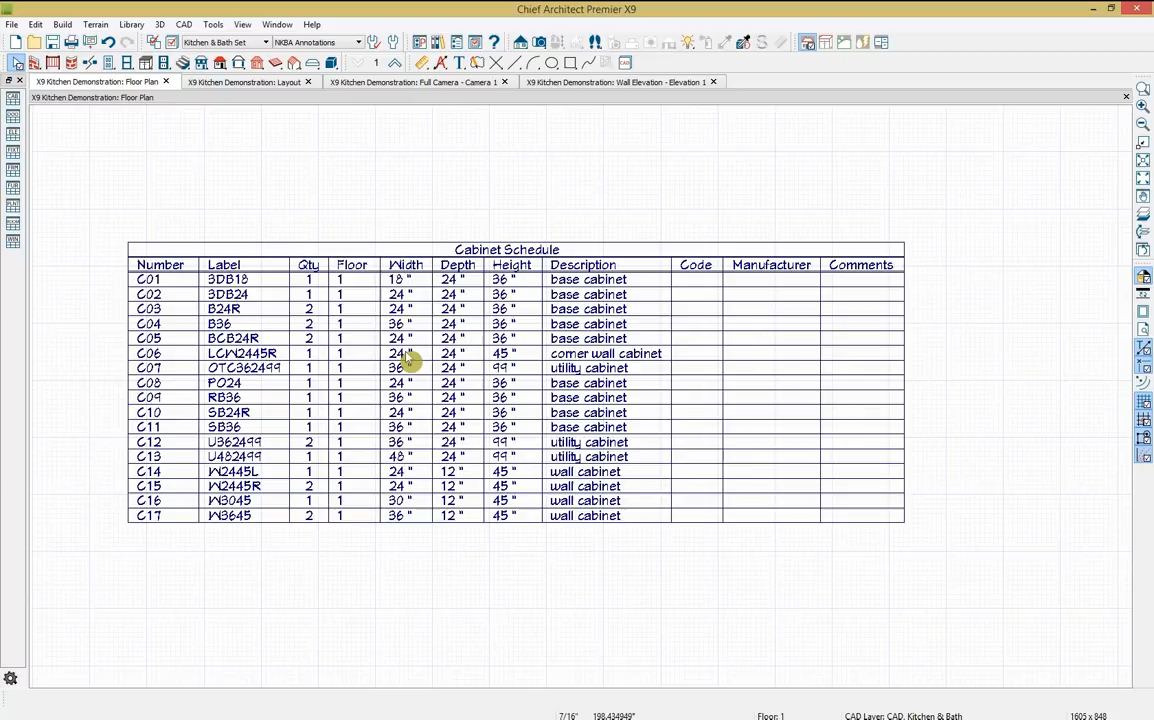 Chief Architect Premier X9
File Edit Build Terrain Library 3D CAD Tools View Window Help
Kitchen & Bath Set NKBA Annotations
1
X9 Kitchen Demonstration: Floor Plan X9 Kitchen Demonstration: Layout X9 Kitchen Demonstration: Full Camera - Camera 1 X9 Kitchen Demonstration: Wall Elevation - Elevation 1
X9 Kitchen Demonstration: Floor Plan
Cabinet Schedule
Number Label Qty Floor Width Depth Height Description Code Manufacturer Comments
C01 3DB18 1 1 18 " 24 " 36 " base cabinet
C02 3DB24 1 1 24 " 24 " 36 " base cabinet
C03 B24R 2 1 24 " 24 " 36 " base cabinet
C04 B36 2 1 36 " 24 " 36 " base cabinet
C05 BCB24R 2 1 24 " 24 " 36 " base cabinet
C06 LCW2445R 1 1 24 " 24 " 45 " corner wall cabinet
C07 OTC362499 1 1 36 " 24 " 99 " utility cabinet
C08 PO24 1 1 24 " 24 " 36 " base cabinet
C09 RB36 1 1 36 " 24 " 36 " base cabinet
C10 SB24R 1 1 24 " 24 " 36 " base cabinet
C11 SB36 1 1 36 " 24 " 36 " base cabinet
C12 U362499 2 1 36 " 24 " 99 " utility cabinet
C13 U482499 1 1 48 " 24 " 99 " utility cabinet
C14 W2445L 1 1 24 " 12 " 45 " wall cabinet
C15 W2445R 2 1 24 " 12 " 45 " wall cabinet
C16 W3045 1 1 30 " 12 " 45 " wall cabinet
C17 W3645 2 1 36 " 12 " 45 " wall cabinet
7/16" 198.434949° Floor: 1 CAD Layer: CAD, Kitchen & Bath 1605 x 848